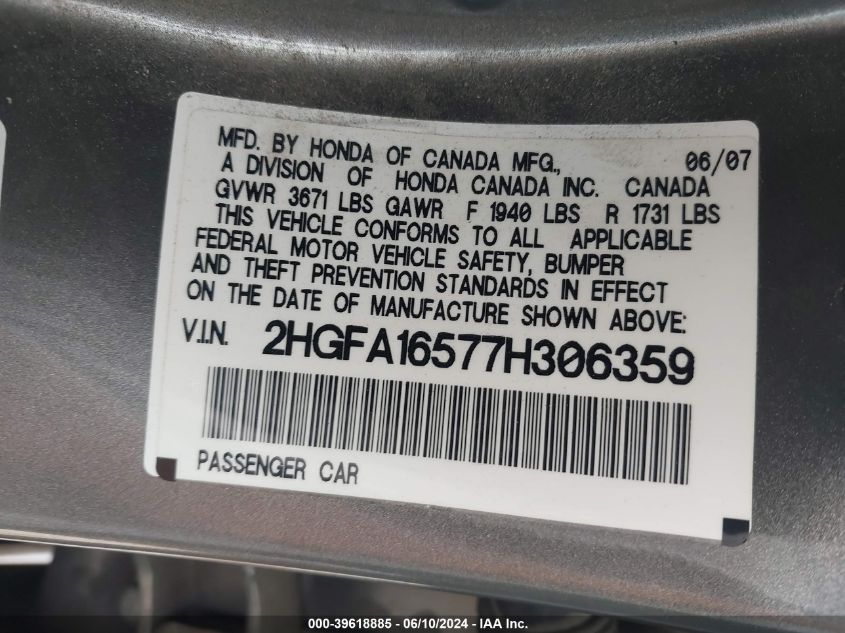 MFD. BY HONDA OF CANADA MFG., 06/07
A DIVISION OF HONDA CANADA INC. CANADA
GVWR 3671 LBS GAWR F 1940 LBS R 1731 LBS
THIS VEHICLE CONFORMS TO ALL APPLICABLE
FEDERAL MOTOR VEHICLE SAFETY, BUMPER
AND THEFT PREVENTION STANDARDS IN EFFECT
ON THE DATE OF MANUFACTURE SHOWN ABOVE:
V.I.N. 2HGFA16577H306359
PASSENGER CAR
000-39618885 - 06/10/2024 - IAA Inc.